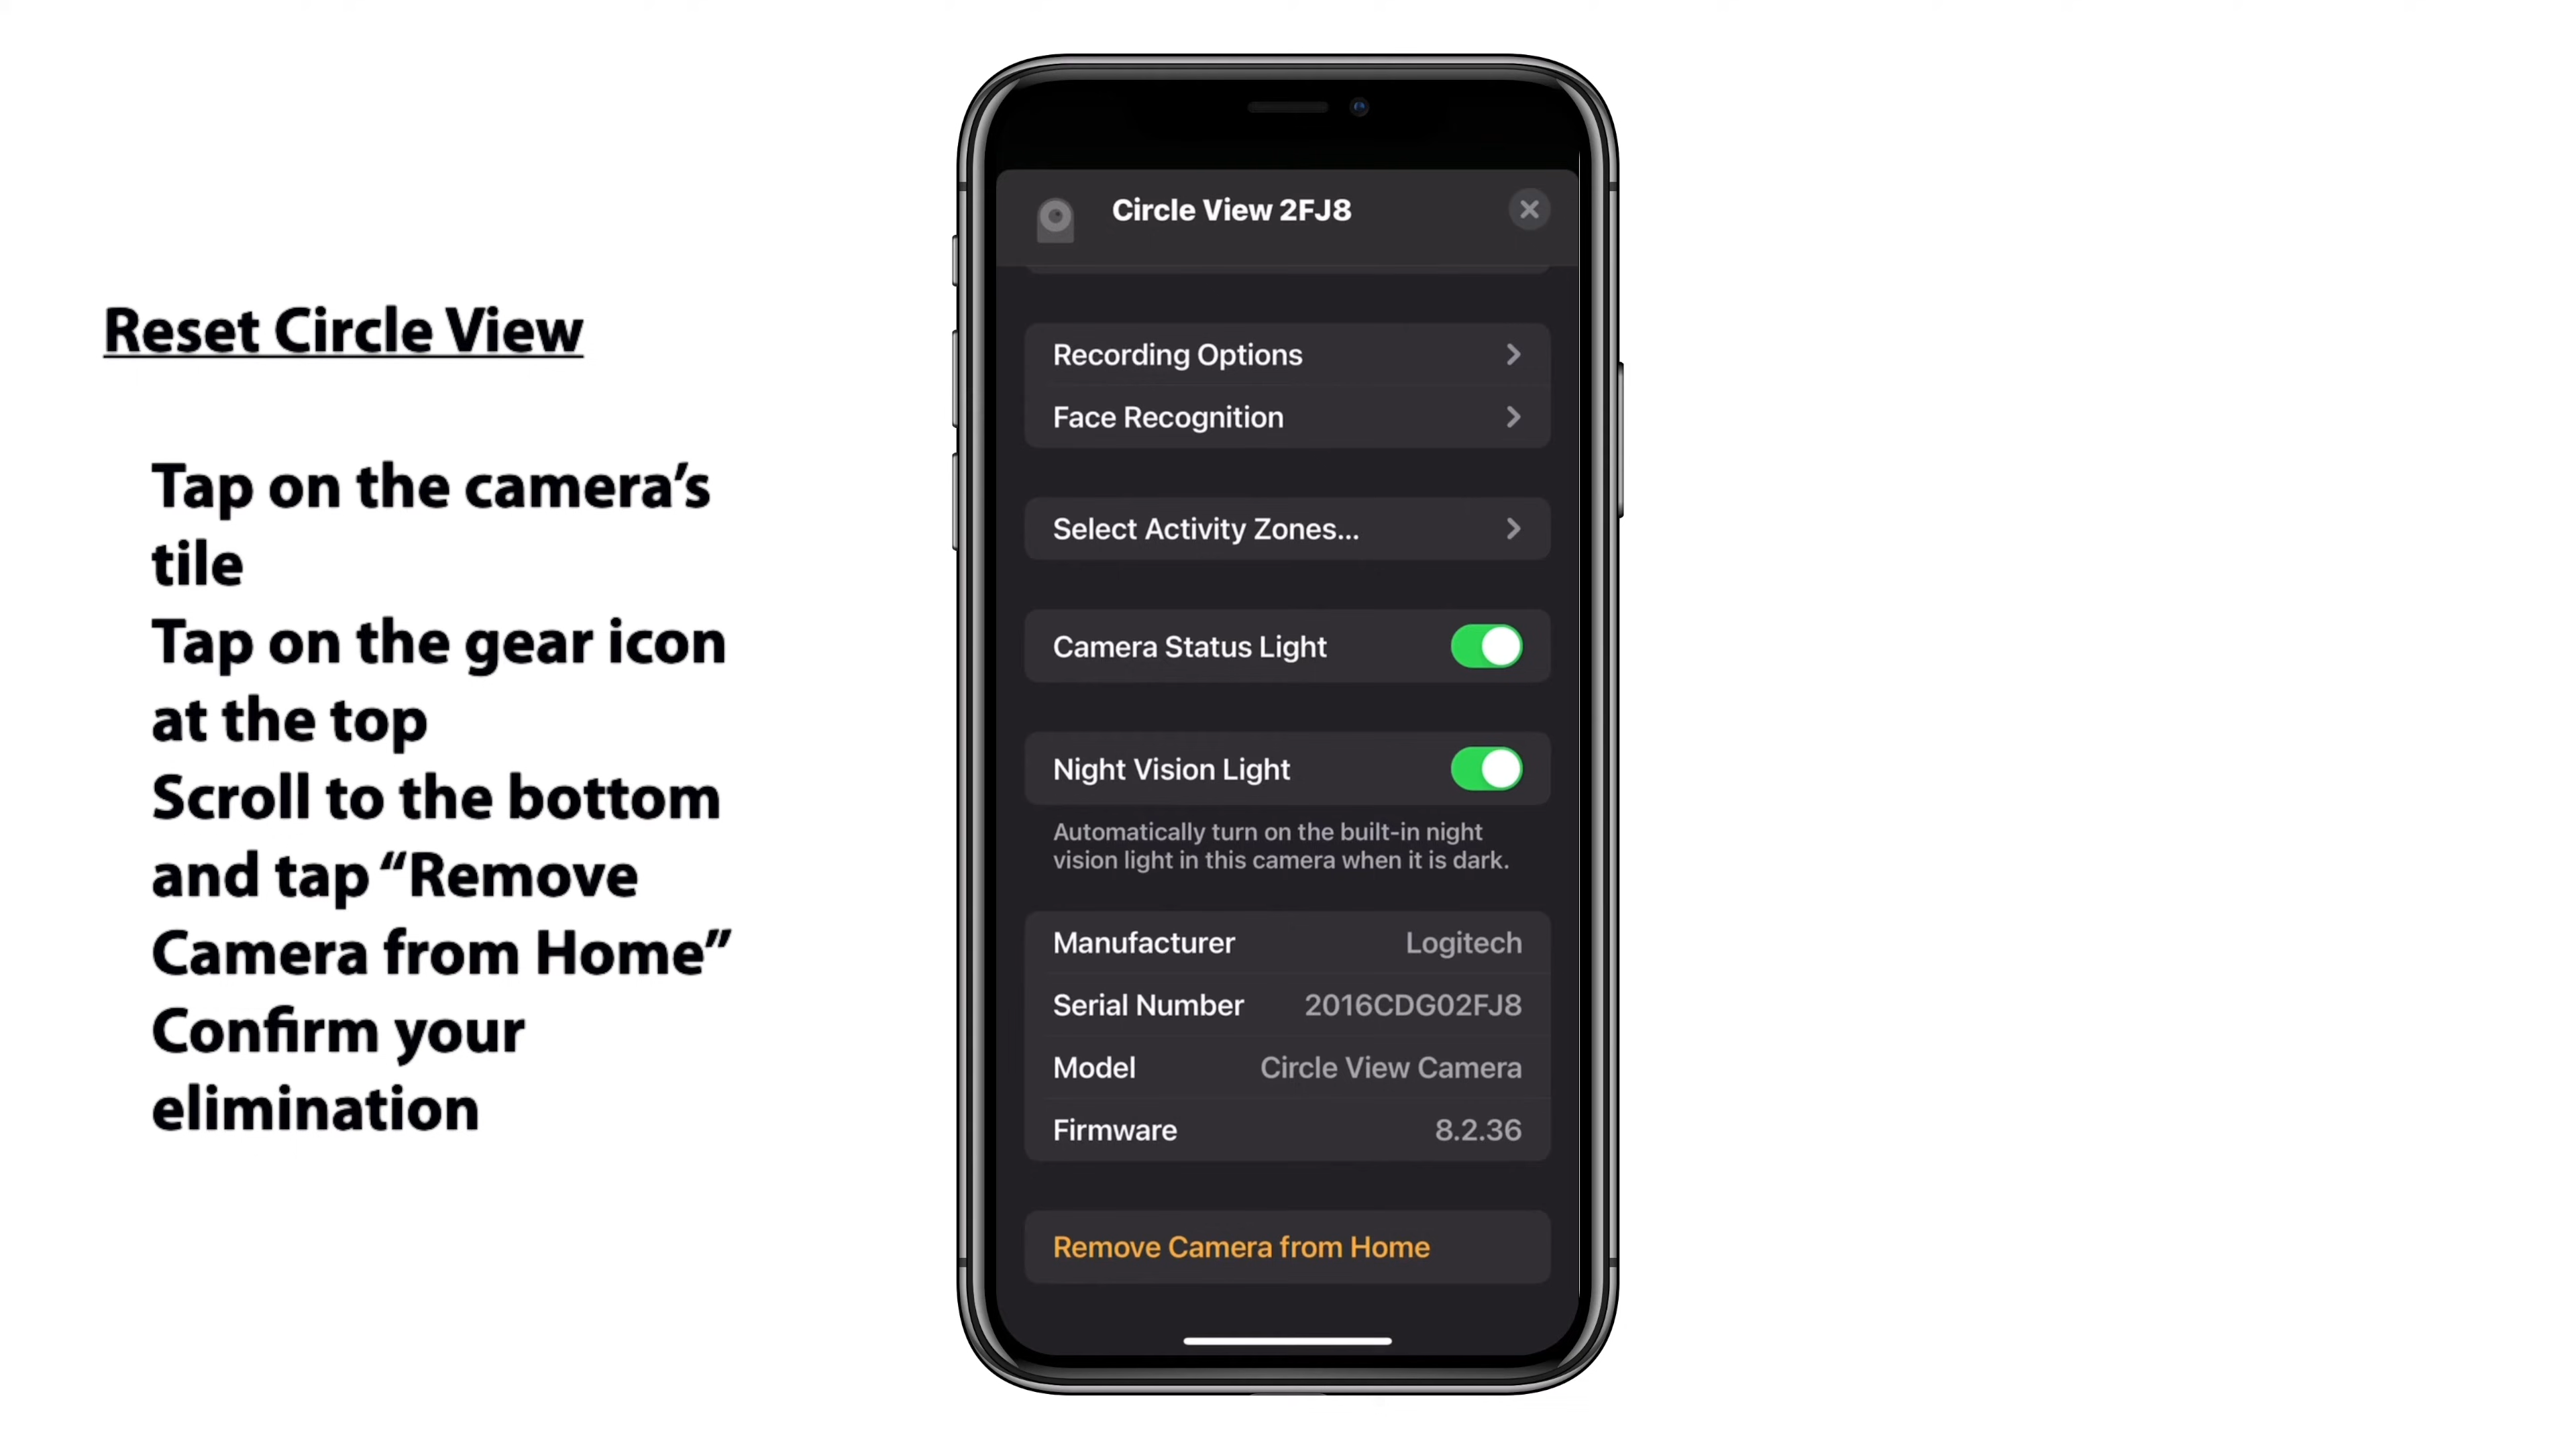 Reset Circle View
Tap on the camera’s
tile
Tap on the gear icon
at the top
Scroll to the bottom
and tap “Remove
Camera from Home”
Confirm your
elimination
Circle View 2FJ8
Recording Options
Face Recognition
Select Activity Zones...
Camera Status Light
Night Vision Light
Automatically turn on the built-in night
vision light in this camera when it is dark.
Manufacturer Logitech
Serial Number 2016CDG02FJ8
Model Circle View Camera
Firmware 8.2.36
Remove Camera from Home